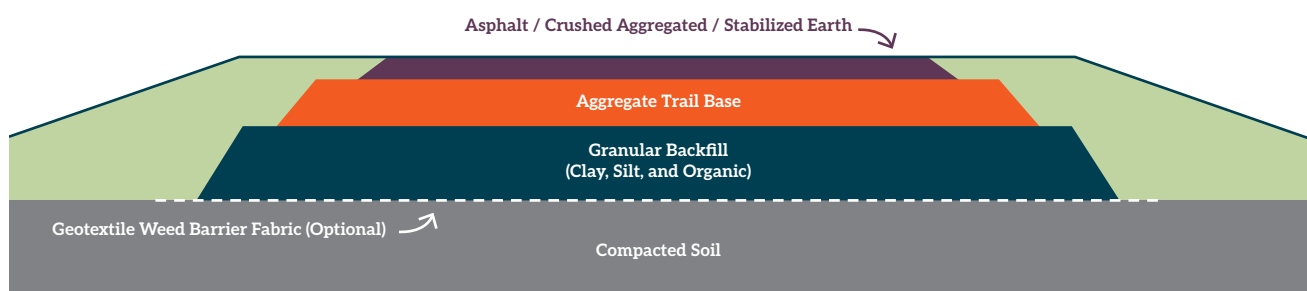 Asphalt / Crushed Aggregated / Stabilized Earth
Aggregate Trail Base
Granular Backfill
(Clay, Silt, and Organic)
Geotextile Weed Barrier Fabric (Optional)
Compacted Soil